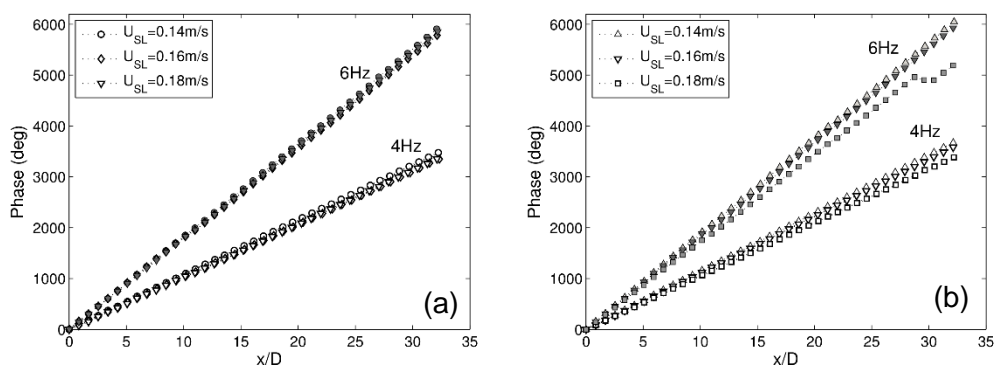 6000
5000
4000
3000
2000
1000
0
Phase (deg)
U_SL=0.14m/s
U_SL=0.16m/s
U_SL=0.18m/s
6Hz
4Hz
(a)
0 5 10 15 20 25 30 35
x/D
6000
5000
4000
3000
2000
1000
0
Phase (deg)
U_SL=0.14m/s
U_SL=0.16m/s
U_SL=0.18m/s
6Hz
4Hz
(b)
0 5 10 15 20 25 30 35
x/D